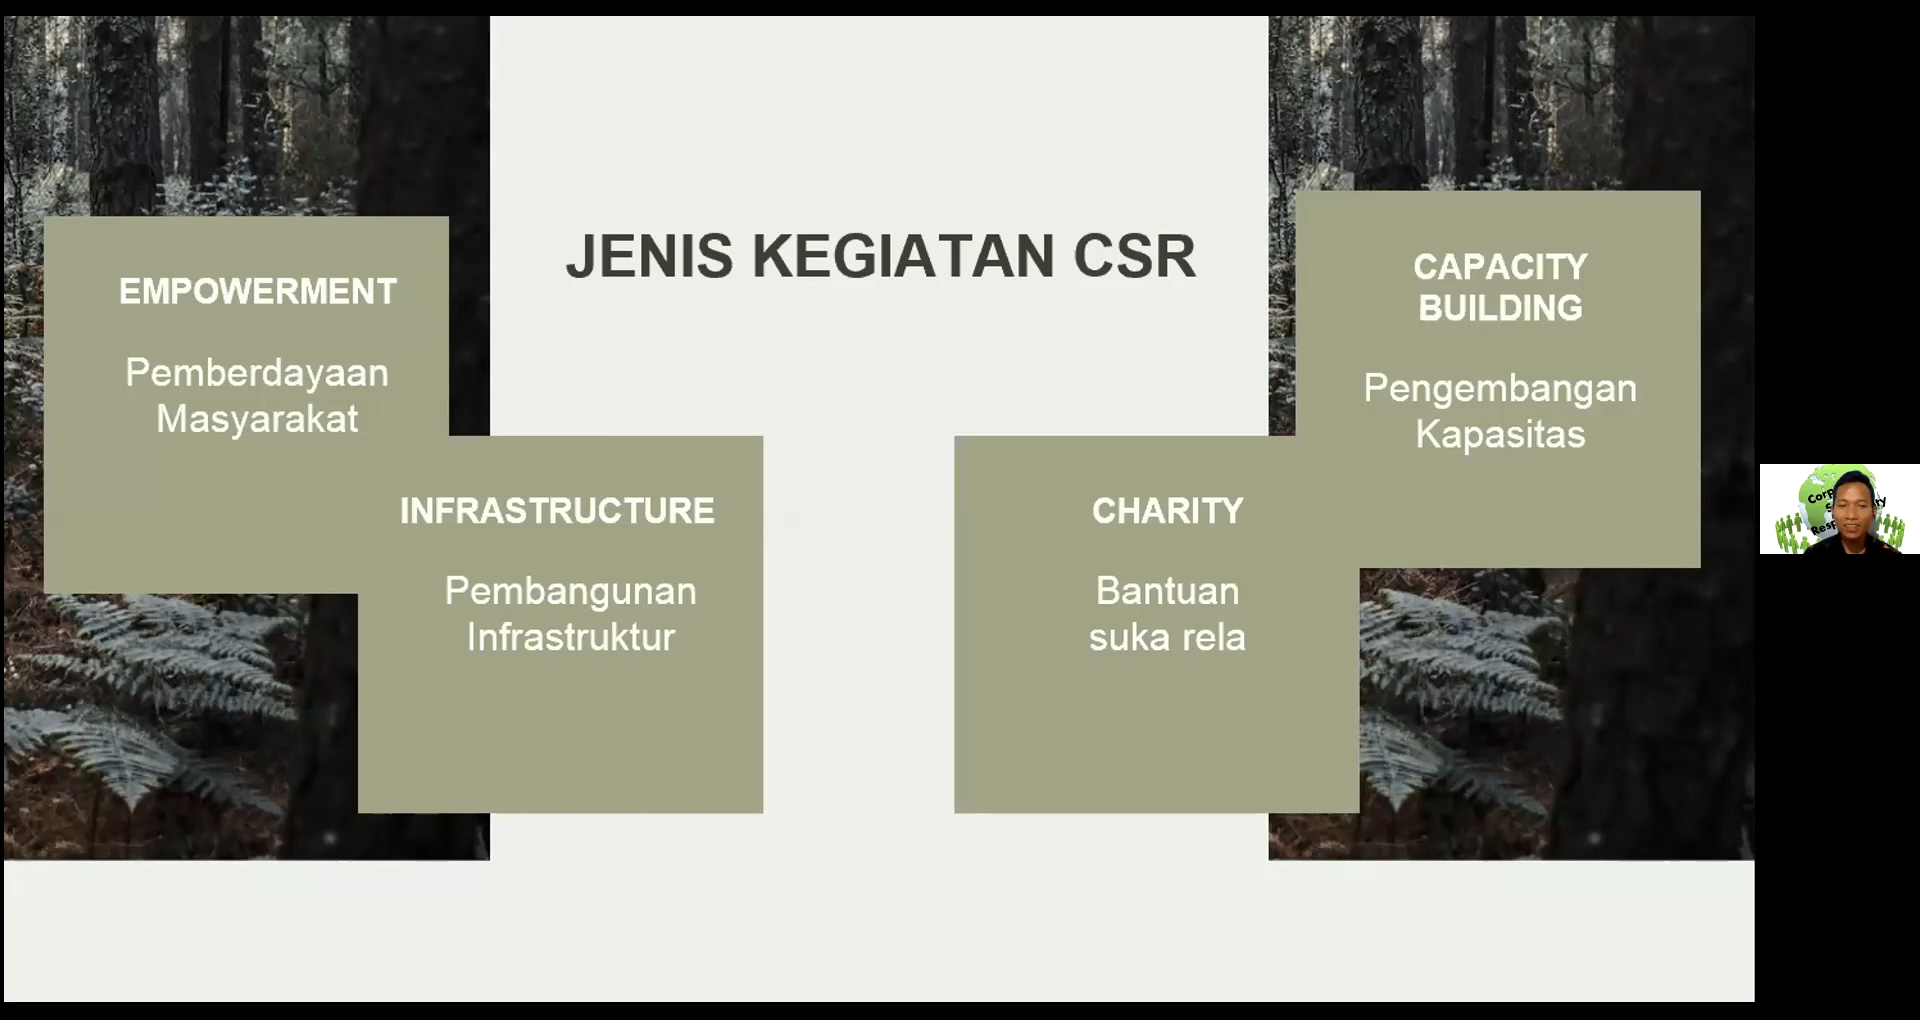 JENIS KEGIATAN CSR
EMPOWERMENT
Pemberdayaan
Masyarakat
INFRASTRUCTURE
Pembangunan
Infrastruktur
CHARITY
Bantuan
suka rela
CAPACITY
BUILDING
Pengembangan
Kapasitas